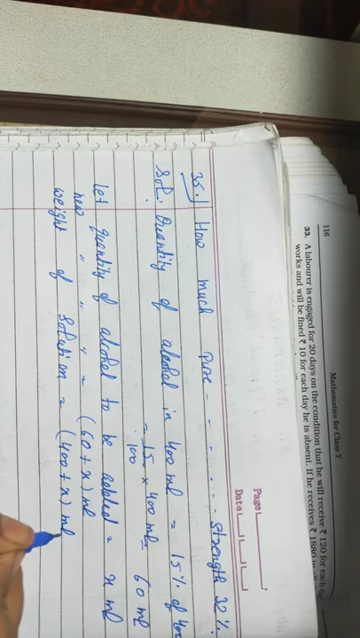 116
Mathematics for Class 7
33. A labourer is engaged for 20 days on the condition that he will receive ₹ 120 for each
works and will be fined ₹ 10 for each day he is absent. If he receives ₹ 1880
Page
Date
35.) How much pure - - - - - strength 32%.
Sol. Quantity of alcohol in 400 ml = 15% of 400
= 15/100 × 400 ml = 60 ml
Let quantity of alcohol to be added = x ml
new " " " = (60 + x) ml
weight of solution = (400 + x) ml